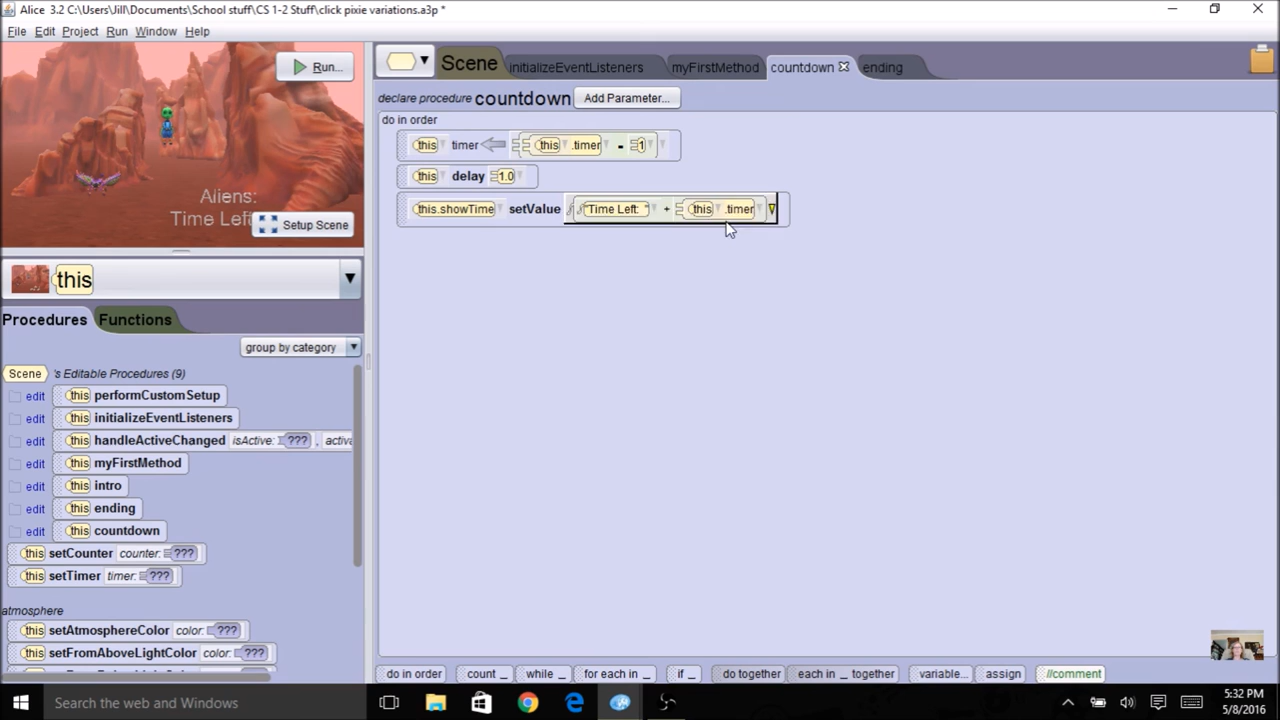 Alice 3.2 C:\Users\Jill\Documents\School stuff\CS 1-2 Stuff\click pixie variations.a3p *
File Edit Project Run Window Help
Run...
Aliens:
Time Left
Setup Scene
this
Procedures Functions
group by category
Scene 's Editable Procedures (9)
edit this performCustomSetup
edit this initializeEventListeners
edit this handleActiveChanged isActive: ??? , activa
edit this myFirstMethod
edit this intro
edit this ending
edit this countdown
this setCounter counter: ???
this setTimer timer: ???
atmosphere
this setAtmosphereColor color: ???
this setFromAboveLightColor color: ???
Scene initializeEventListeners myFirstMethod countdown ending
declare procedure countdown Add Parameter...
do in order
this timer this .timer - 1
this delay 1.0
this.showTime setValue "Time Left: " + this .timer
do in order count _ while _ for each in _ if _ do together each in _ together variable... assign //comment
Search the web and Windows
5:32 PM
5/8/2016